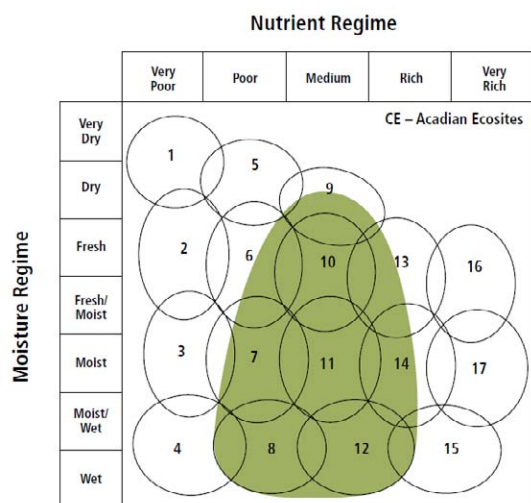 Nutrient Regime
Very
Poor
Poor
Medium
Rich
Very
Rich
CE – Acadian Ecosites
Moisture Regime
Very
Dry
Dry
Fresh
Fresh/
Moist
Moist
Moist/
Wet
Wet
1
5
9
2
6
10
13
16
3
7
11
14
17
4
8
12
15